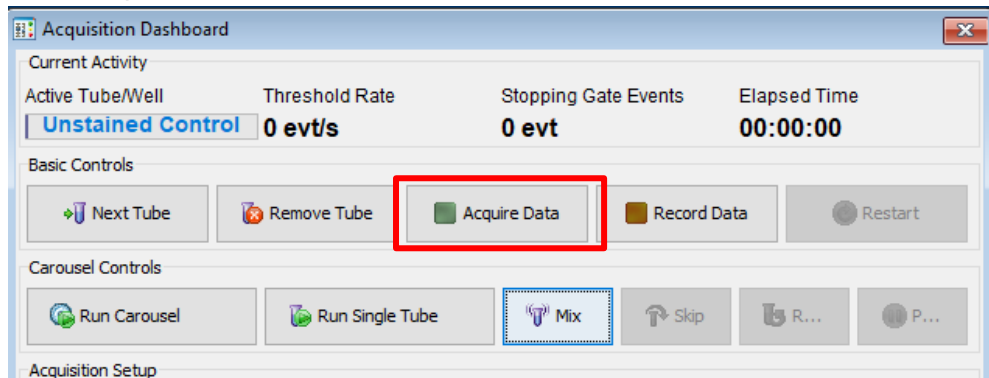 Acquisition Dashboard
Current Activity
Active Tube/Well Threshold Rate Stopping Gate Events Elapsed Time
Unstained Control 0 evt/s 0 evt 00:00:00
Basic Controls
Next Tube Remove Tube Acquire Data Record Data Restart
Carousel Controls
Run Carousel Run Single Tube Mix Skip R... P...
Acquisition Setup